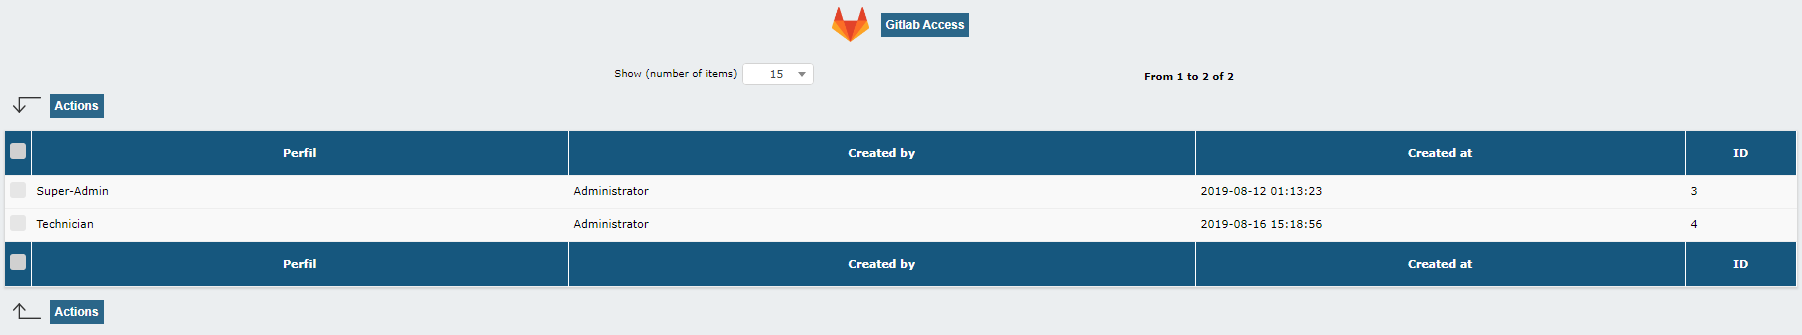 Gitlab Access
Show (number of items) 15 From 1 to 2 of 2
Actions
Perfil Created by Created at ID
Super-Admin Administrator 2019-08-12 01:13:23 3
Technician Administrator 2019-08-16 15:18:56 4
Perfil Created by Created at ID
Actions